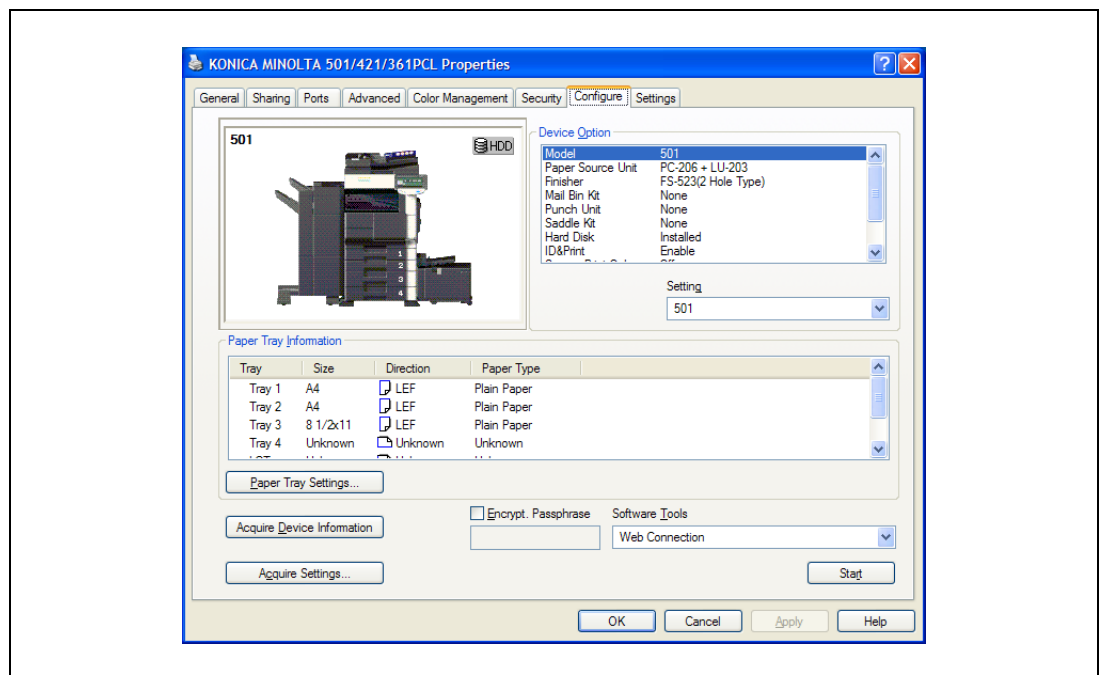 KONICA MINOLTA 501/421/361PCL Properties
General Sharing Ports Advanced Color Management Security Configure Settings
501
HDD
1
2
3
4
Device Option
Model 501
Paper Source Unit PC-206 + LU-203
Finisher FS-523(2 Hole Type)
Mail Bin Kit None
Punch Unit None
Saddle Kit None
Hard Disk Installed
ID&Print Enable
Setting
501
Paper Tray Information
Tray Size Direction Paper Type
Tray 1 A4 LEF Plain Paper
Tray 2 A4 LEF Plain Paper
Tray 3 8 1/2x11 LEF Plain Paper
Tray 4 Unknown Unknown Unknown
Paper Tray Settings...
Acquire Device Information
Encrypt. Passphrase
Software Tools
Web Connection
Acquire Settings...
Start
OK Cancel Apply Help